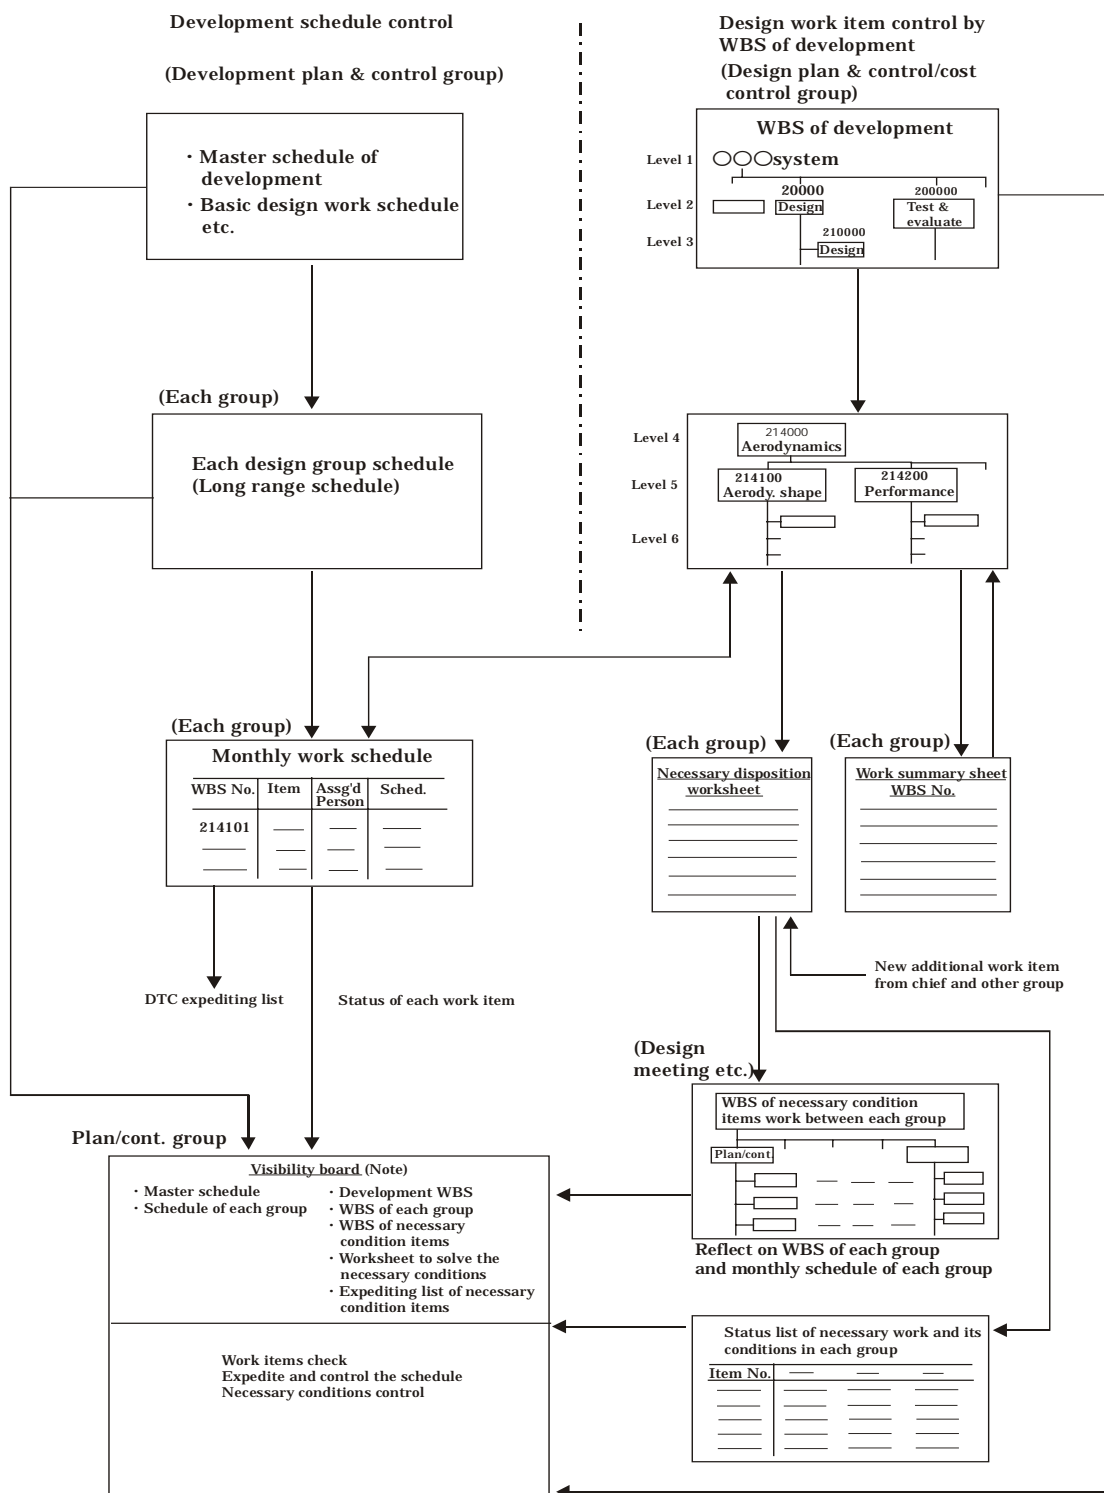 Development schedule control
(Development plan & control group)
· Master schedule of
development
· Basic design work schedule
etc.
(Each group)
Each design group schedule
(Long range schedule)
Design work item control by
WBS of development
(Design plan & control/cost
control group)
WBS of development
Level 1
○○○system
20000
200000
Level 2
Design
Test &
evaluate
210000
Level 3
Design
Level 4
214000
Aerodynamics
Level 5
214100
Aerody. shape
214200
Performance
Level 6
(Each group)
Monthly work schedule
WBS No.
Item
Assg'd
Person
Sched.
214101
DTC expediting list
Status of each work item
(Each group)
Necessary disposition
worksheet
(Each group)
Work summary sheet
WBS No.
New additional work item
from chief and other group
(Design
meeting etc.)
WBS of necessary condition
items work between each group
Plan/cont.
Reflect on WBS of each group
and monthly schedule of each group
Plan/cont. group
Visibility board (Note)
· Master schedule
· Schedule of each group
· Development WBS
· WBS of each group
· WBS of necessary
condition items
· Worksheet to solve the
necessary conditions
· Expediting list of necessary
condition items
Work items check
Expedite and control the schedule
Necessary conditions control
Status list of necessary work and its
conditions in each group
Item No.